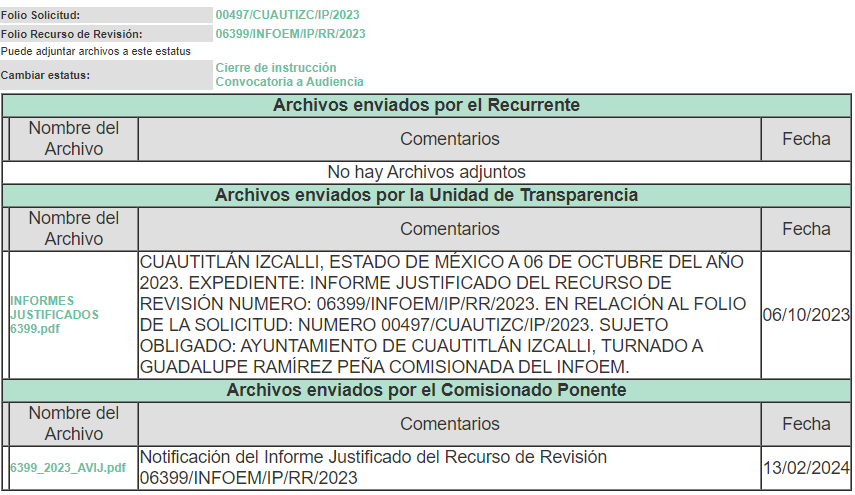 Folio Solicitud: 00497/CUAUTIZC/IP/2023
Folio Recurso de Revisión: 06399/INFOEM/IP/RR/2023
Puede adjuntar archivos a este estatus
Cambiar estatus: Cierre de instrucción
Convocatoria a Audiencia
Archivos enviados por el Recurrente
Nombre del Archivo Comentarios Fecha
No hay Archivos adjuntos
Archivos enviados por la Unidad de Transparencia
Nombre del Archivo Comentarios Fecha
INFORMES
JUSTIFICADOS
6399.pdf
CUAUTITLÁN IZCALLI, ESTADO DE MÉXICO A 06 DE OCTUBRE DEL AÑO
2023. EXPEDIENTE: INFORME JUSTIFICADO DEL RECURSO DE
REVISIÓN NUMERO: 06399/INFOEM/IP/RR/2023. EN RELACIÓN AL FOLIO
DE LA SOLICITUD: NUMERO 00497/CUAUTIZC/IP/2023. SUJETO
OBLIGADO: AYUNTAMIENTO DE CUAUTITLÁN IZCALLI, TURNADO A
GUADALUPE RAMÍREZ PEÑA COMISIONADA DEL INFOEM.
06/10/2023
Archivos enviados por el Comisionado Ponente
Nombre del Archivo Comentarios Fecha
6399_2023_AVIJ.pdf
Notificación del Informe Justificado del Recurso de Revisión
06399/INFOEM/IP/RR/2023
13/02/2024